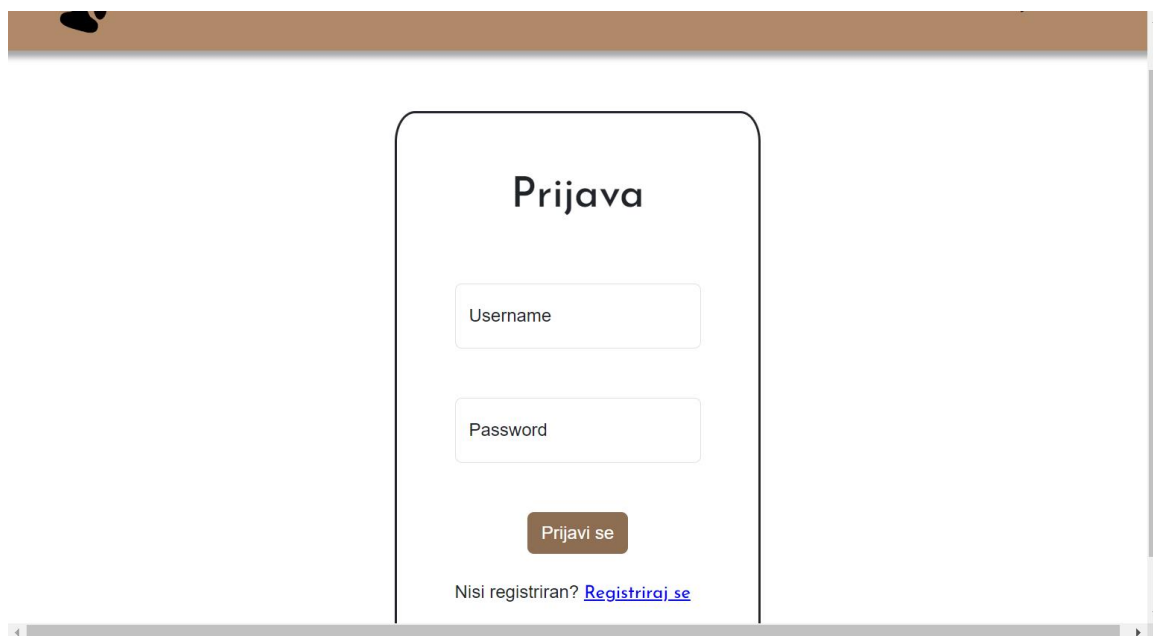 Prijava
Username
Password
Prijavi se
Nisi registriran? Registriraj se